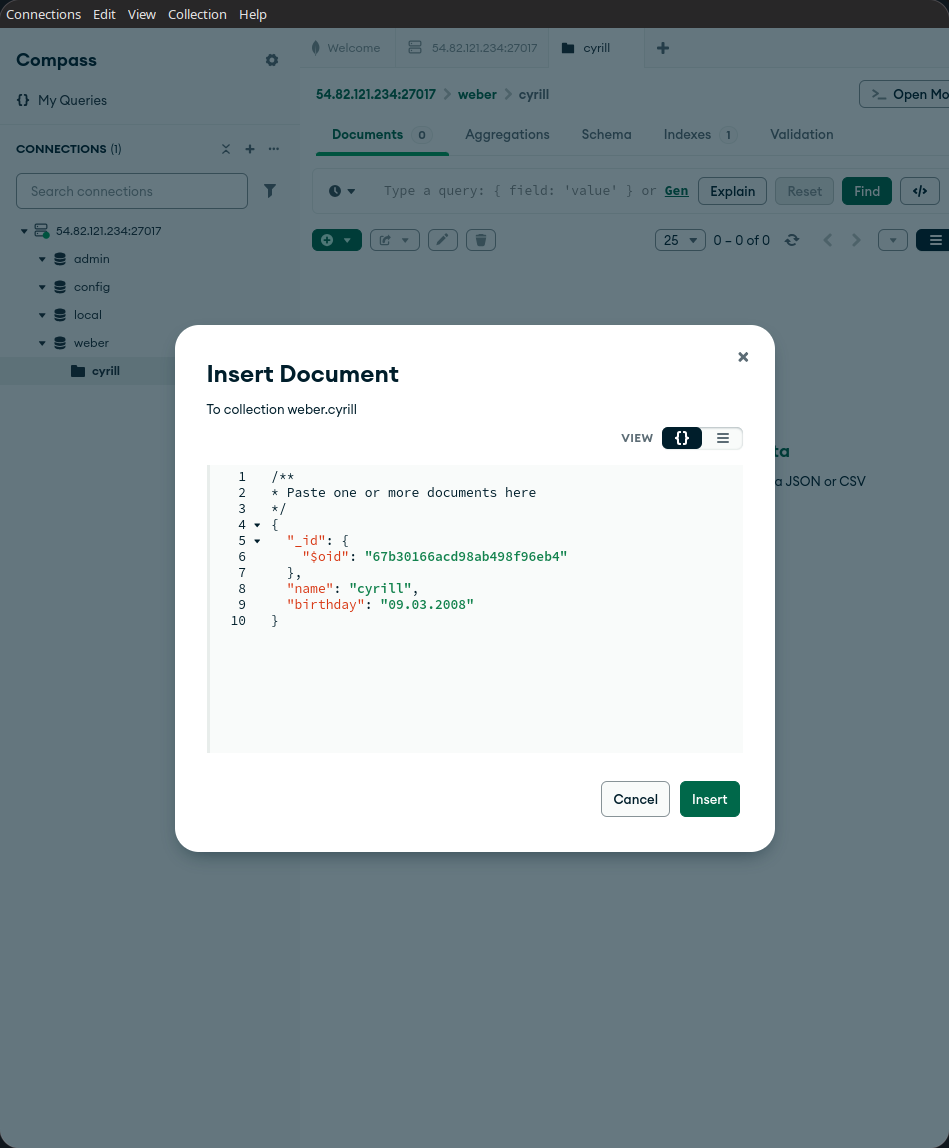 Connections Edit View Collection Help
Compass
My Queries
CONNECTIONS (1)
Search connections
54.82.121.234:27017
admin
config
local
weber
cyrill
Welcome
54.82.121.234:27017
cyrill
54.82.121.234:27017 > weber > cyrill
>_ Open Mo
Documents 0 Aggregations Schema Indexes 1 Validation
Type a query: { field: 'value' } or Gen
Explain Reset Find </>
25 0 – 0 of 0
ta
a JSON or CSV
Insert Document
To collection weber.cyrill
VIEW {}
1 /**
2 * Paste one or more documents here
3 */
4 {
5 "_id": {
6 "$oid": "67b30166acd98ab498f96eb4"
7 },
8 "name": "cyrill",
9 "birthday": "09.03.2008"
10 }
Cancel Insert